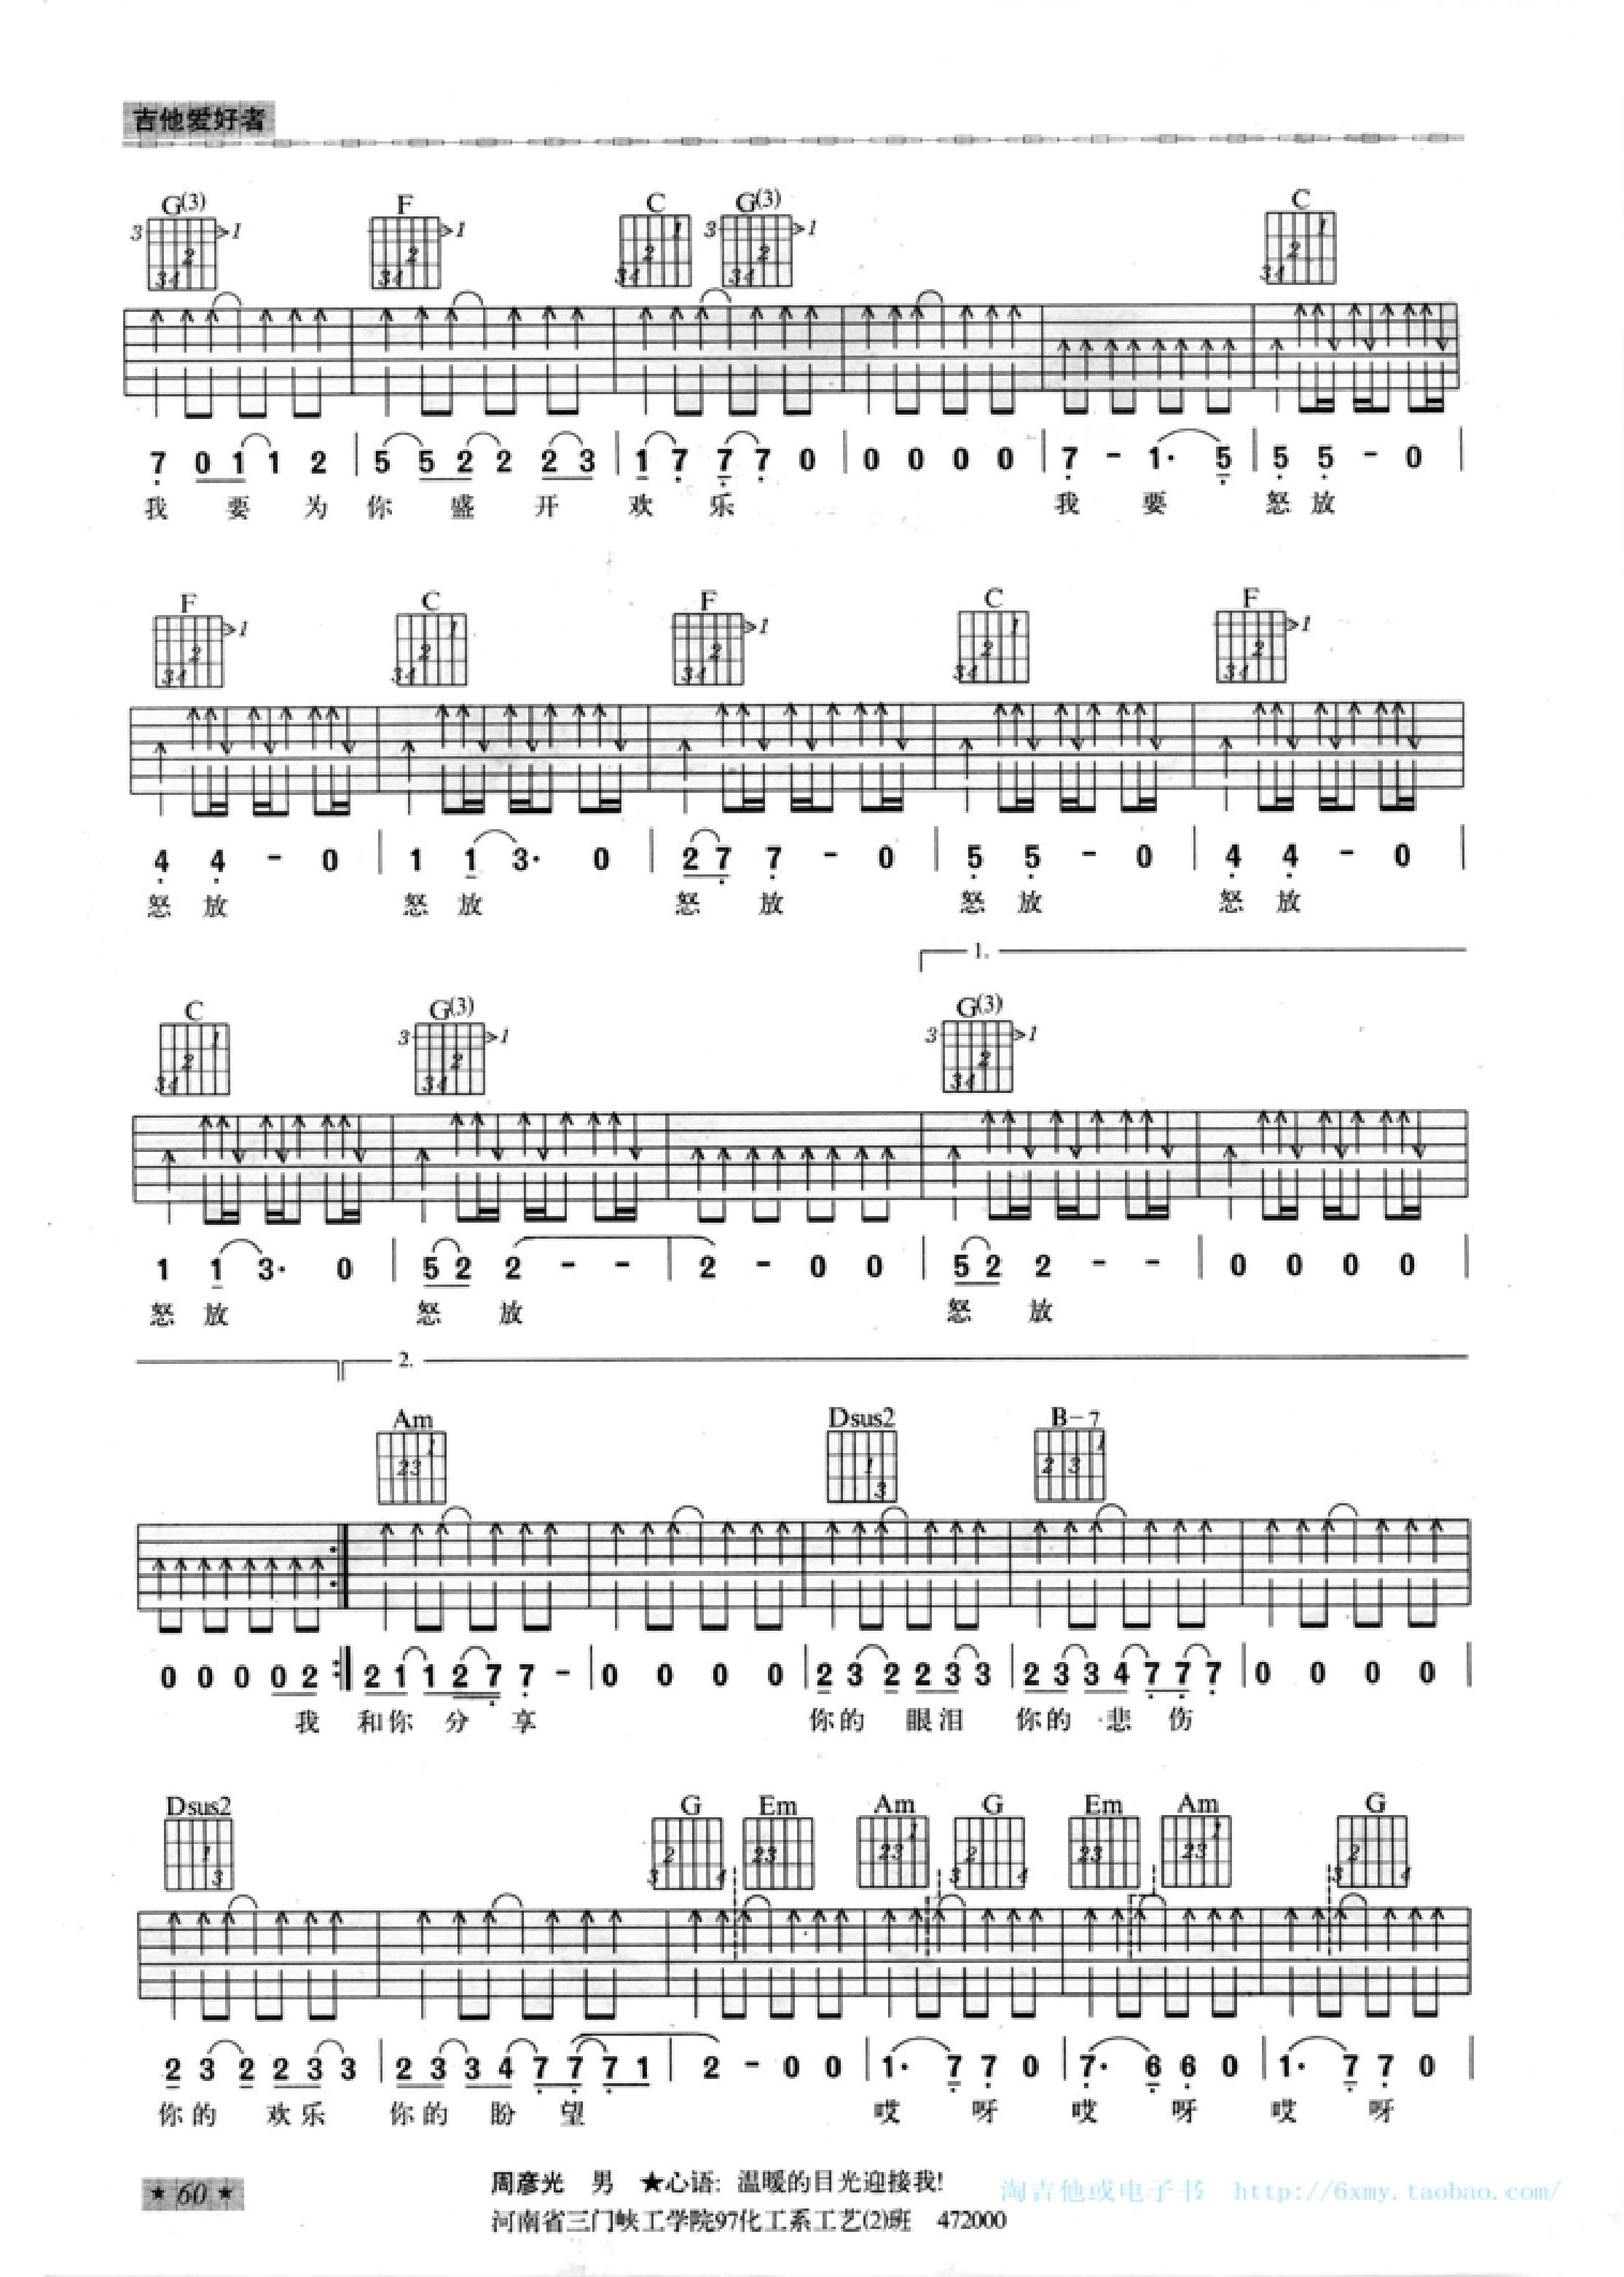 吉他爱好者
G(3) F C G(3) C
3 1 1 3 1
7 0 1 1 2 | 5 5 2 2 2 3 | 1 7 7 7 0 | 0 0 0 0 | 7 - 1· 5 | 5 5 - 0 |
我 要 为 你 盛 开 欢 乐 我 要 怒 放
F C F C F
4 4 - 0 | 1 1 3· 0 | 2 7 7 - 0 | 5 5 - 0 | 4 4 - 0 |
怒 放 怒 放 怒 放 怒 放 怒 放
1.
C G(3) G(3)
1 1 3· 0 | 5 2 2 - - | 2 - 0 0 | 5 2 2 - - | 0 0 0 0 |
怒 放 怒 放 怒 放
2.
Am Dsus2 B-7
0 0 0 0 2 :| 2 1 1 2 7 7 - | 0 0 0 0 | 2 3 2 2 3 3 | 2 3 3 4 7 7 7 | 0 0 0 0 |
我 和你 分 享 你的 眼泪 你的 悲 伤
Dsus2 G Em Am G Em Am G
2 3 2 2 3 3 | 2 3 3 4 7 7 7 1 | 2 - 0 0 | 1· 7 7 0 | 7· 6 6 0 | 1· 7 7 0 |
你的 欢乐 你的 盼 望 哎 呀 哎 呀 哎 呀
★ 60 ★
周彦光 男 ★心语: 温暖的目光迎接我!
河南省三门峡工学院97化工系工艺(2)班 472000
淘吉他或电子书 http://6xmy.taobao.com/